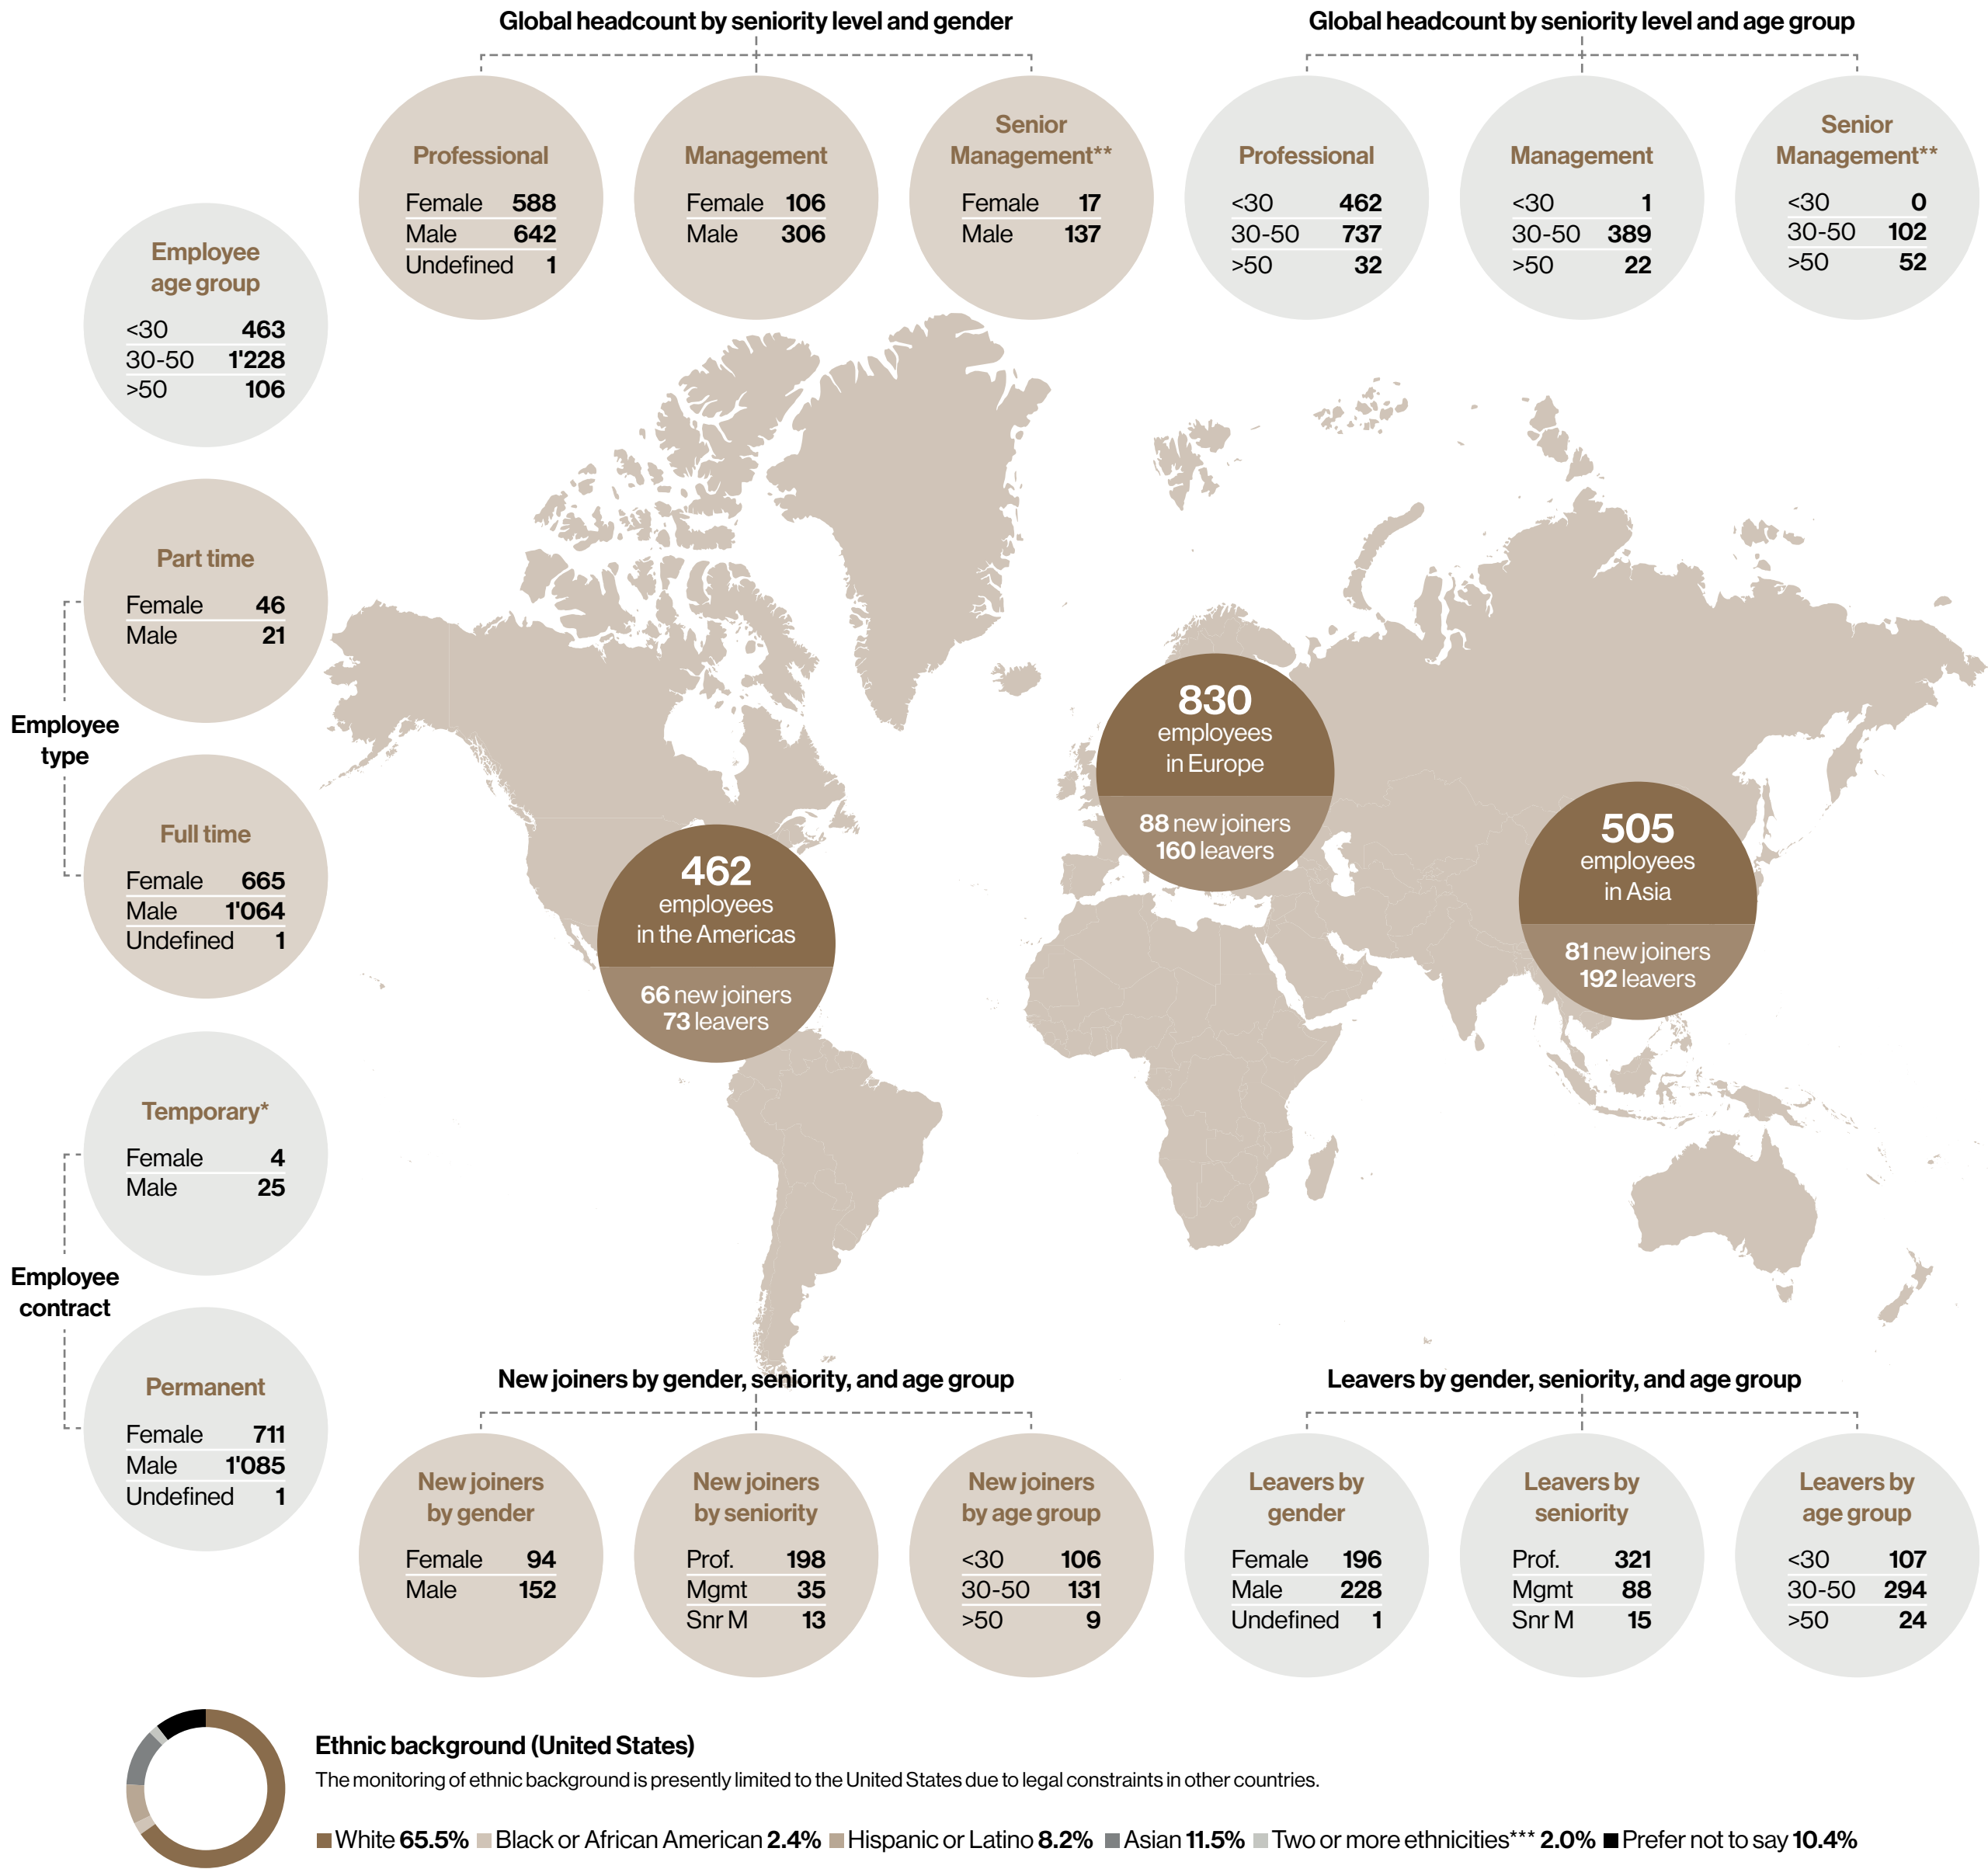 Global headcount by seniority level and gender
Global headcount by seniority level and age group
Professional
Female 588
Male 642
Undefined 1
Management
Female 106
Male 306
Senior
Management**
Female 17
Male 137
Professional
<30 462
30-50 737
>50 32
Management
<30 1
30-50 389
>50 22
Senior
Management**
<30 0
30-50 102
>50 52
Employee
age group
<30 463
30-50 1'228
>50 106
Employee
type
Part time
Female 46
Male 21
Full time
Female 665
Male 1'064
Undefined 1
Employee
contract
Temporary*
Female 4
Male 25
Permanent
Female 711
Male 1'085
Undefined 1
462
employees
in the Americas
66 new joiners
73 leavers
830
employees
in Europe
88 new joiners
160 leavers
505
employees
in Asia
81 new joiners
192 leavers
New joiners by gender, seniority, and age group
New joiners
by gender
Female 94
Male 152
New joiners
by seniority
Prof. 198
Mgmt 35
Snr M 13
New joiners
by age group
<30 106
30-50 131
>50 9
Leavers by gender, seniority, and age group
Leavers by
gender
Female 196
Male 228
Undefined 1
Leavers by
seniority
Prof. 321
Mgmt 88
Snr M 15
Leavers by
age group
<30 107
30-50 294
>50 24
Ethnic background (United States)
The monitoring of ethnic background is presently limited to the United States due to legal constraints in other countries.
White 65.5% Black or African American 2.4% Hispanic or Latino 8.2% Asian 11.5% Two or more ethnicities*** 2.0% Prefer not to say 10.4%